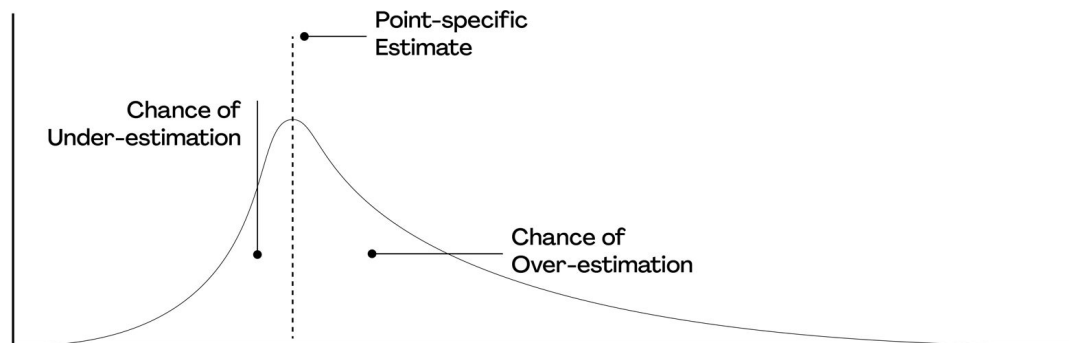 Point-specific
Estimate
Chance of
Under-estimation
Chance of
Over-estimation